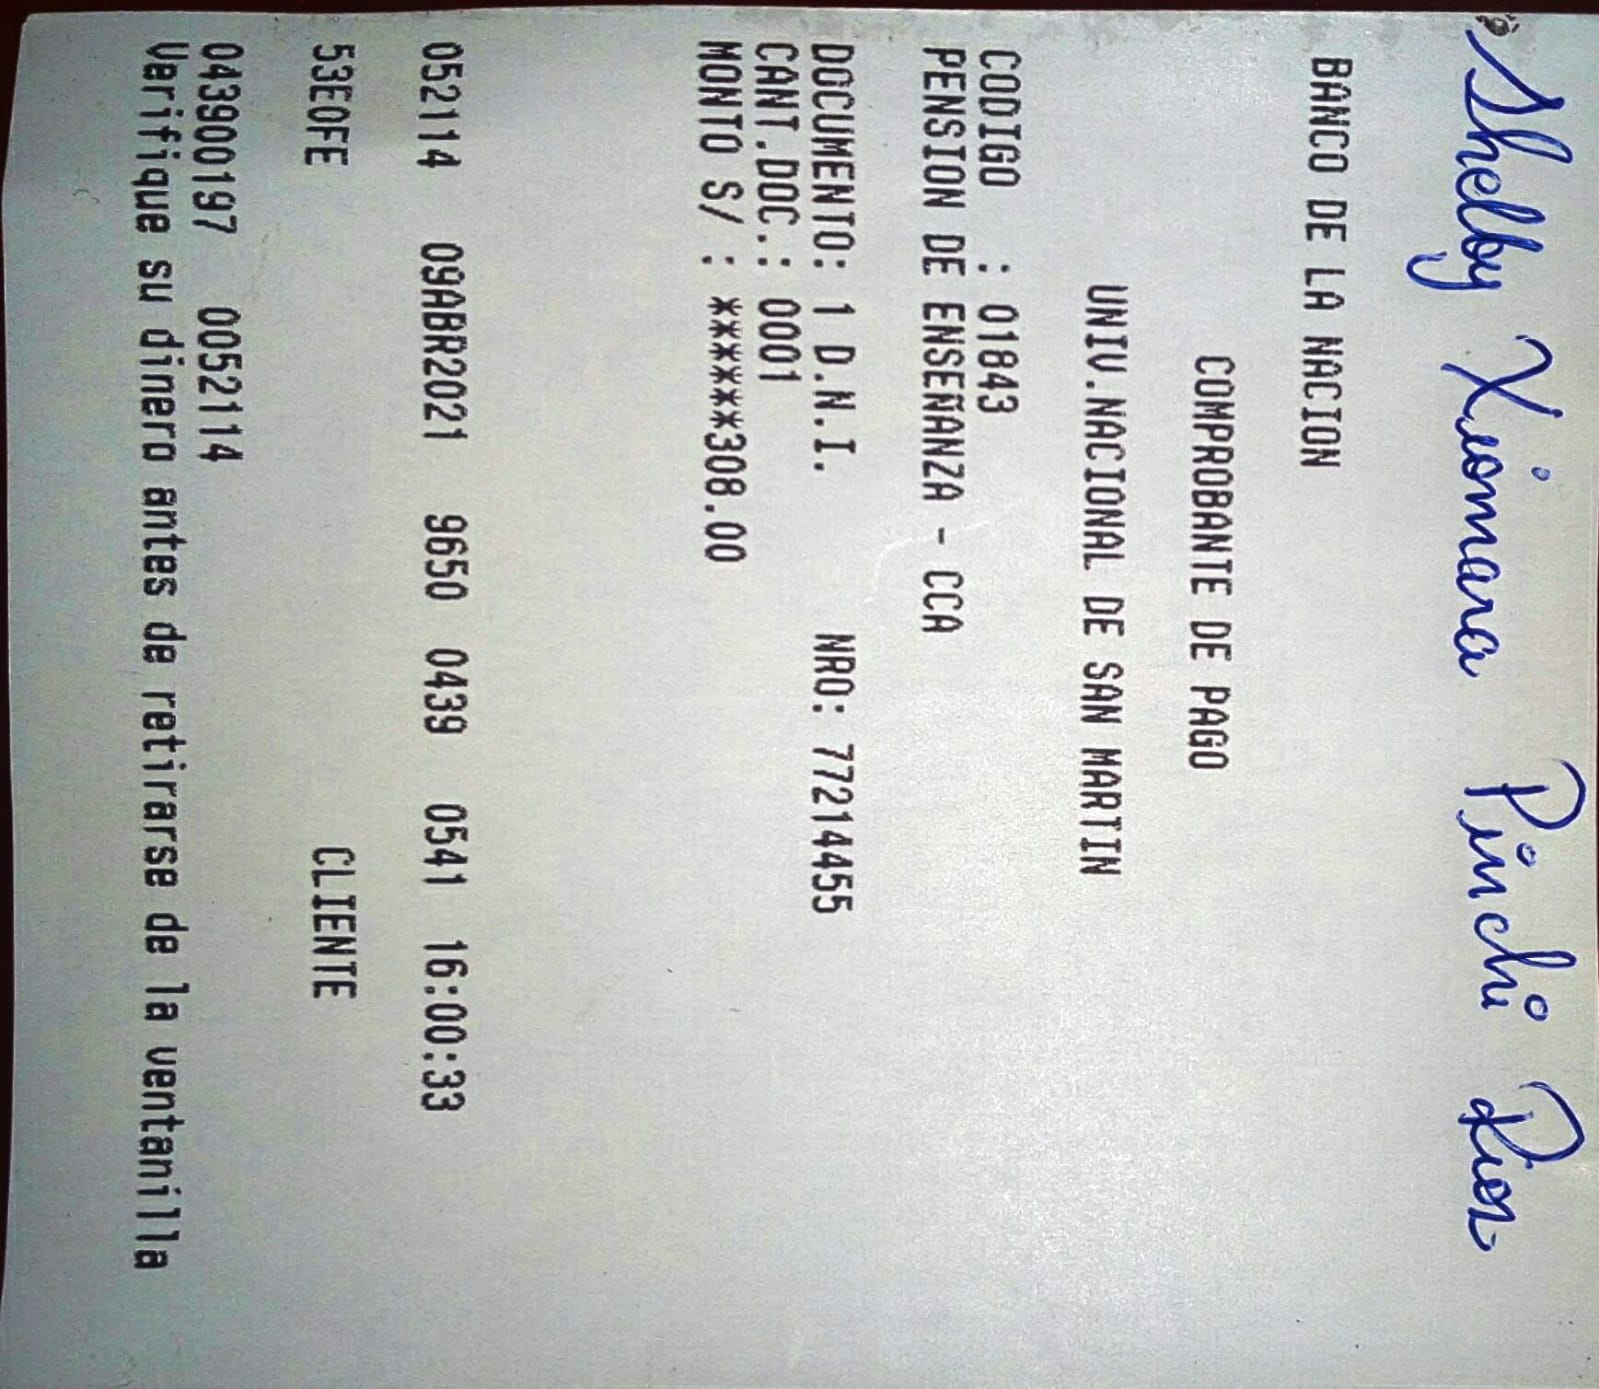 Shelby Xiomara Pinchi Rios
BANCO DE LA NACION
COMPROBANTE DE PAGO
UNIV.NACIONAL DE SAN MARTIN
CODIGO : 01843
PENSION DE ENSEÑANZA - CCA
DOCUMENTO: 1 D.N.I. NRO: 77214455
CANT.DOC.: 0001
MONTO S/ : *******308.00
052114 09ABR2021 9650 0439 0541 16:00:33
53E0FE CLIENTE
043900197 0052114
Verifique su dinero antes de retirarse de la ventanilla